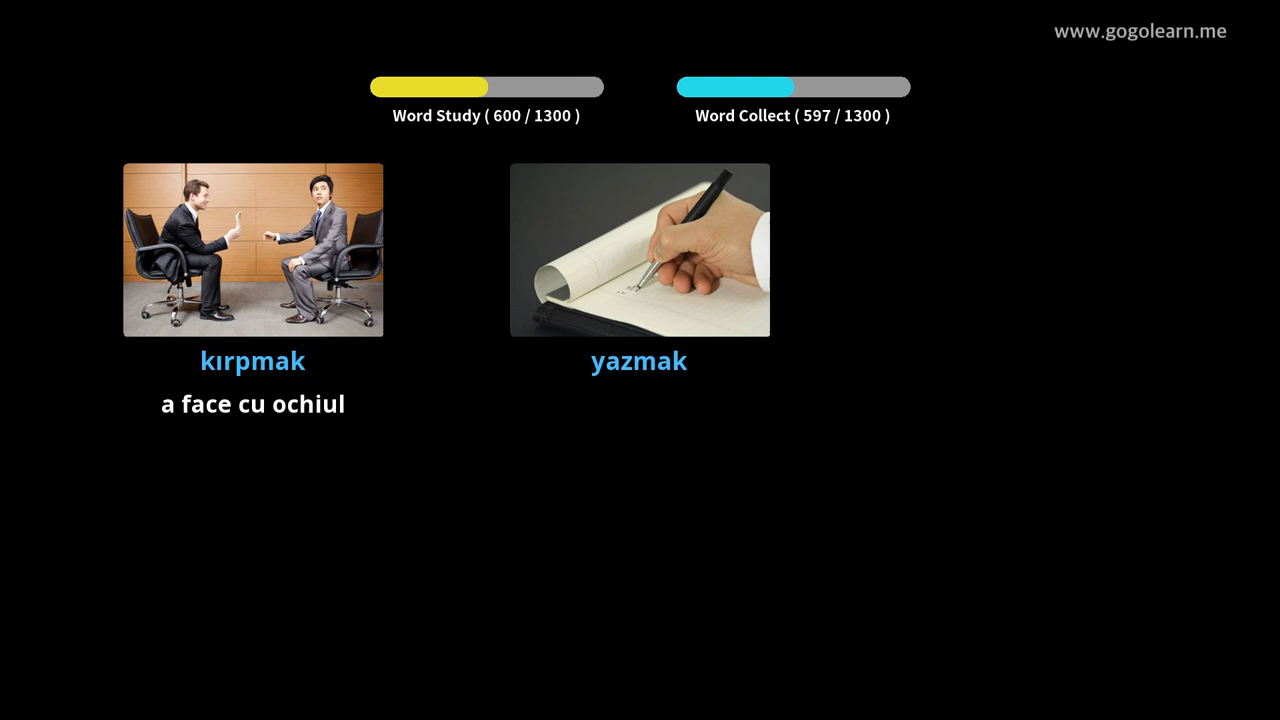 www.gogolearn.me
Word Study ( 600 / 1300 )
Word Collect ( 597 / 1300 )
kırpmak
yazmak
a face cu ochiul